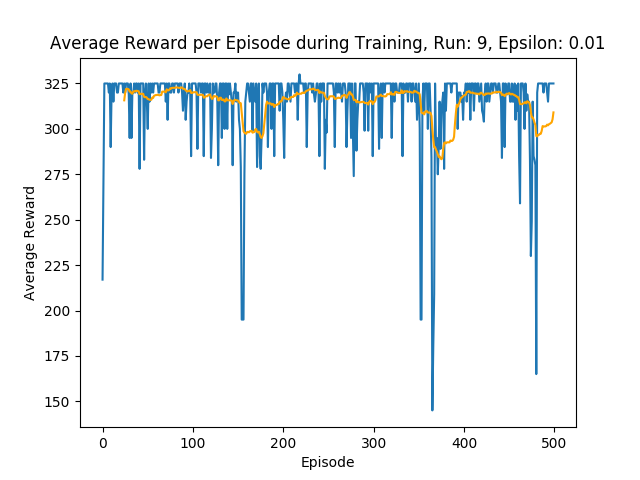 Average Reward per Episode during Training, Run: 9, Epsilon: 0.01
Average Reward
325
300
275
250
225
200
175
150
0 100 200 300 400 500
Episode